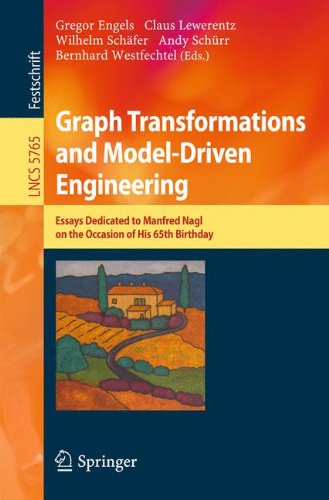 Gregor Engels Claus Lewerentz
Wilhelm Schäfer Andy Schürr
Bernhard Westfechtel (Eds.)
Festschrift
LNCS 5765
Graph Transformations
and Model-Driven
Engineering
Essays Dedicated to Manfred Nagl
on the Occasion of His 65th Birthday
Springer